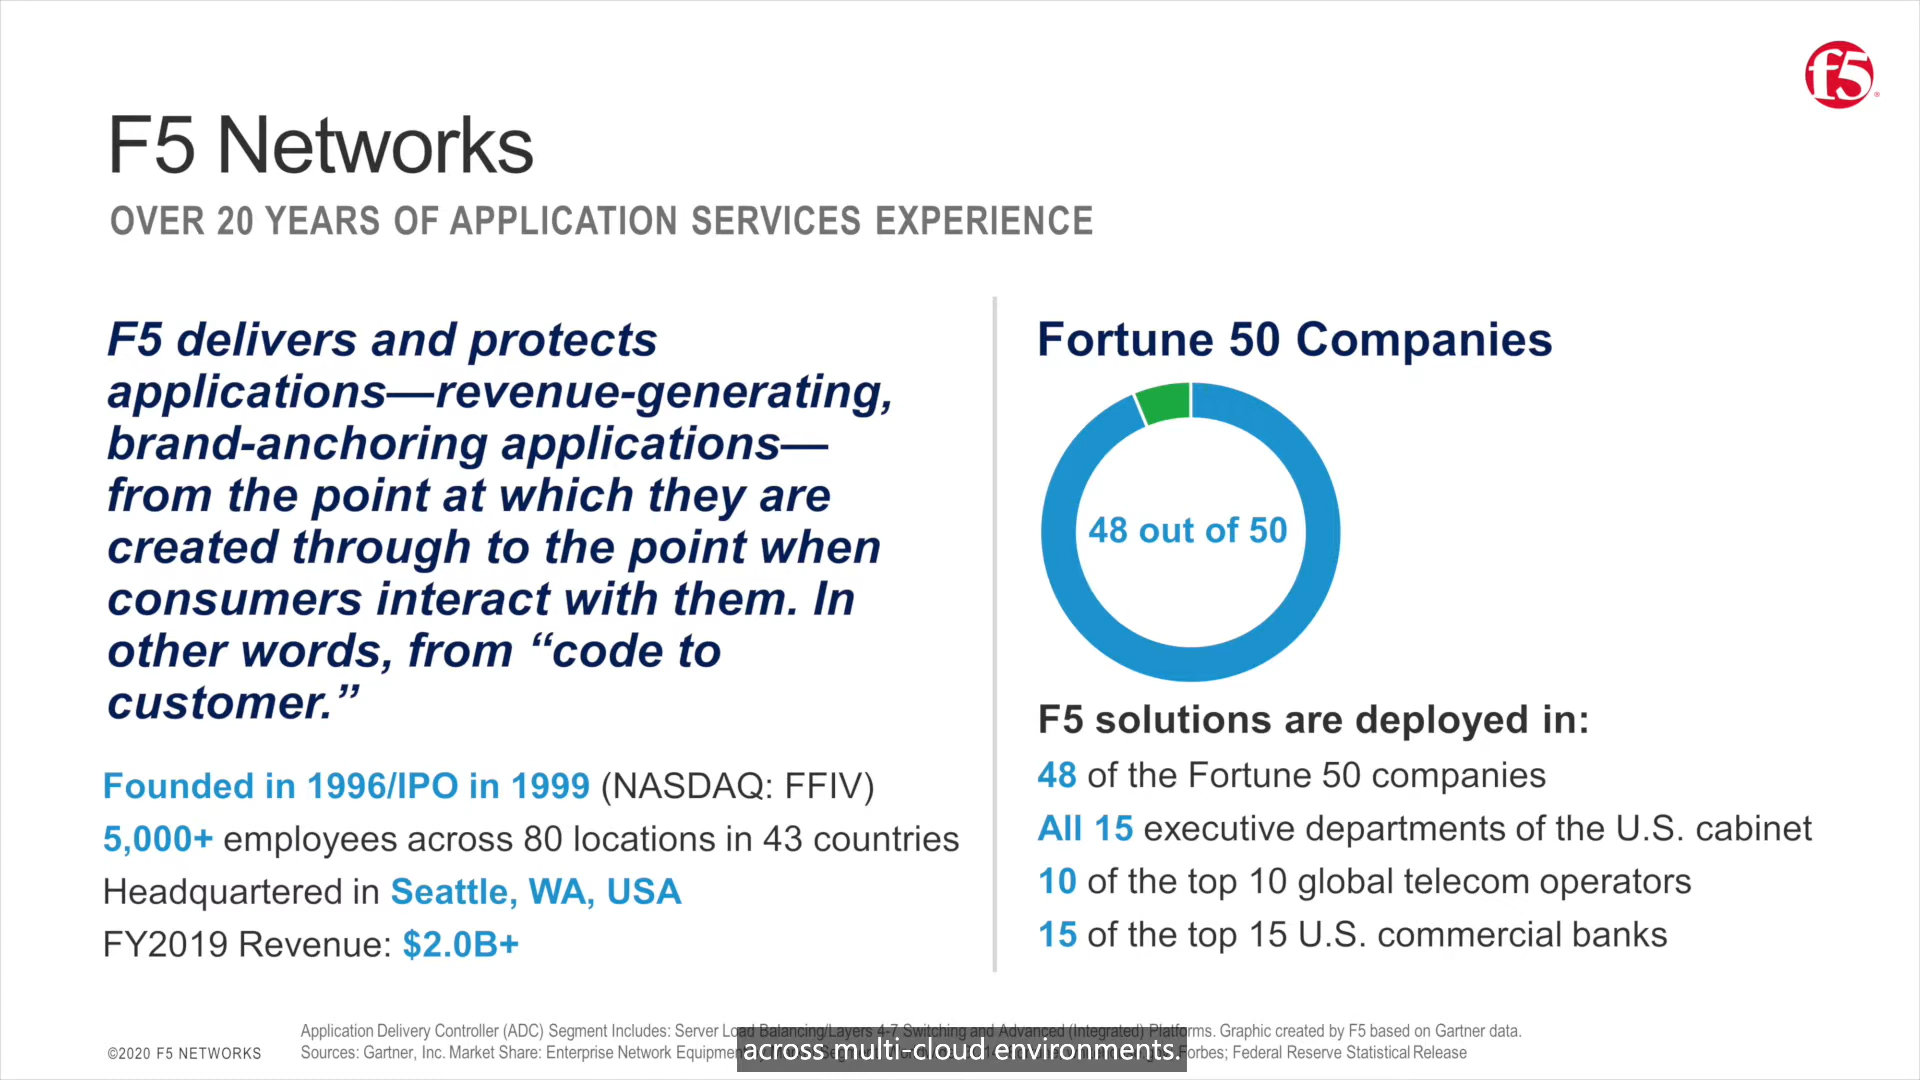 f5
F5 Networks
OVER 20 YEARS OF APPLICATION SERVICES EXPERIENCE
F5 delivers and protects
applications—revenue-generating,
brand-anchoring applications—
from the point at which they are
created through to the point when
consumers interact with them. In
other words, from “code to
customer.”
Founded in 1996/IPO in 1999 (NASDAQ: FFIV)
5,000+ employees across 80 locations in 43 countries
Headquartered in Seattle, WA, USA
FY2019 Revenue: $2.0B+
Fortune 50 Companies
48 out of 50
F5 solutions are deployed in:
48 of the Fortune 50 companies
All 15 executive departments of the U.S. cabinet
10 of the top 10 global telecom operators
15 of the top 15 U.S. commercial banks
©2020 F5 NETWORKS
Application Delivery Controller (ADC) Segment Includes: Server Load Balancing/Layers 4-7 Switching and Advanced (Integrated) Platforms. Graphic created by F5 based on Gartner data.
Sources: Gartner, Inc. Market Share: Enterprise Network Equipment Forbes; Federal Reserve Statistical Release
across multi-cloud environments.